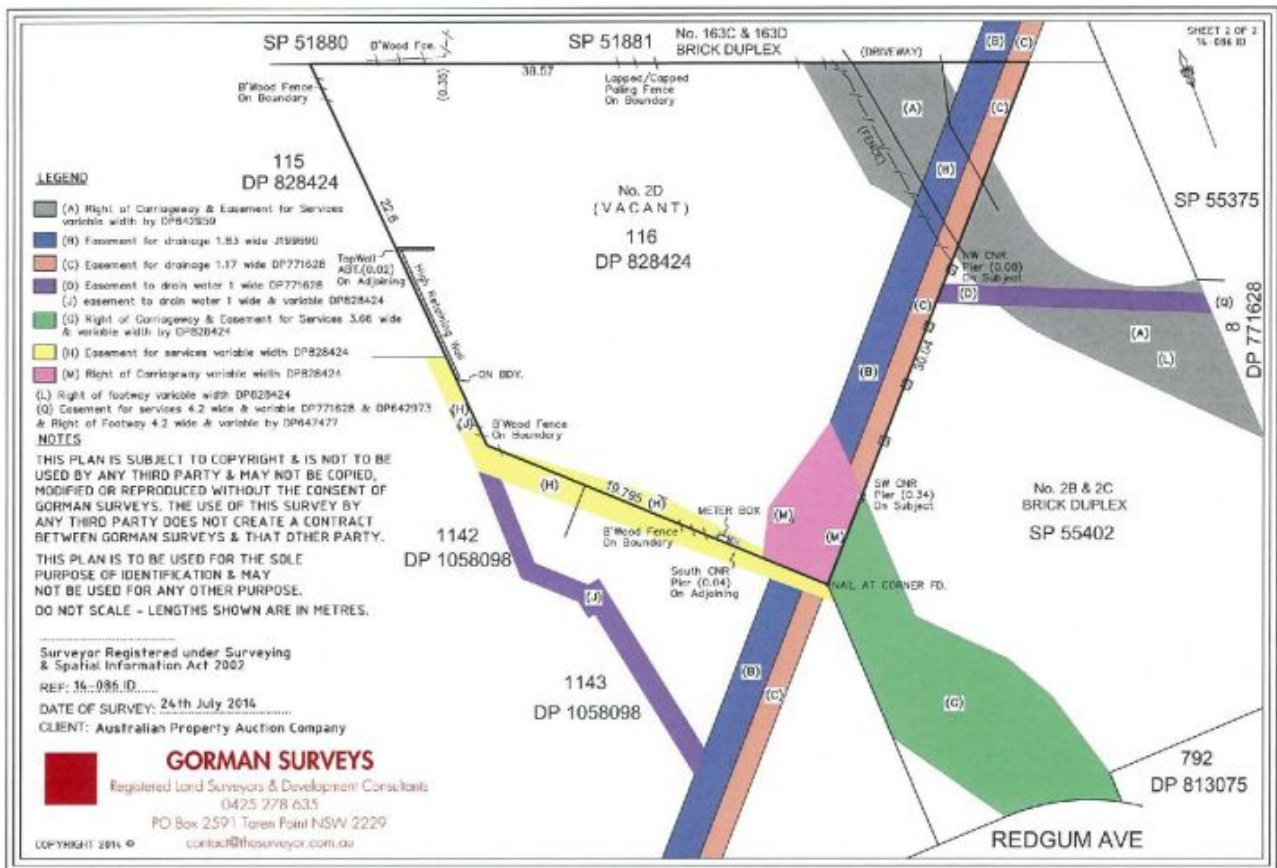 SHEET 2 OF 2
14-086 ID
SP 51880
B'Wood Fce.
(0.35)
SP 51881
No. 163C & 163D
BRICK DUPLEX
(DRIVEWAY)
(B)
(C)
38.57
B'Wood Fence
On Boundary
Lapped/Capped
Paling Fence
On Boundary
(A)
(C)
(FENCE)
(B)
115
DP 828424
22.6
No. 2D
(VACANT)
116
DP 828424
SP 55375
LEGEND
(A) Right of Carriageway & Easement for Services
variable width by DP642959
(B) Easement for drainage 1.83 wide J199690
(C) Easement for drainage 1.17 wide DP771628
(D) Easement to drain water 1 wide DP771628
(J) easement to drain water 1 wide & variable DP828424
(G) Right of Carriageway & Easement for Services 3.66 wide
& variable width by DP828424
(H) Easement for services variable width DP828424
(M) Right of Carriageway variable width DP828424
(L) Right of footway variable width DP828424
(Q) Easement for services 4.2 wide & variable DP771628 & DP642973
& Right of Footway 4.2 wide & variable by DP647477
TopWall
ABT.(0.02)
On Adjoining
High Retaining Wall
ON BDY.
NW CNR
Pier (0.08)
On Subject
(C)
(D)
(Q)
8
DP 771628
(A)
(L)
30.04
(B)
(H)
(J)
B'Wood Fence
On Boundary
NOTES
THIS PLAN IS SUBJECT TO COPYRIGHT & IS NOT TO BE
USED BY ANY THIRD PARTY & MAY NOT BE COPIED,
MODIFIED OR REPRODUCED WITHOUT THE CONSENT OF
GORMAN SURVEYS. THE USE OF THIS SURVEY BY
ANY THIRD PARTY DOES NOT CREATE A CONTRACT
BETWEEN GORMAN SURVEYS & THAT OTHER PARTY.
THIS PLAN IS TO BE USED FOR THE SOLE
PURPOSE OF IDENTIFICATION & MAY
NOT BE USED FOR ANY OTHER PURPOSE.
DO NOT SCALE - LENGTHS SHOWN ARE IN METRES.
(H)
19.795
(H)
METER BOX
B'Wood Fence
On Boundary
South CNR
Pier (0.04)
On Adjoining
(M)
(M)
SW CNR
Pier (0.34)
On Subject
No. 2B & 2C
BRICK DUPLEX
SP 55402
1142
DP 1058098
NAIL AT CORNER FD.
(J)
1143
DP 1058098
(B)
(C)
(G)
792
DP 813075
REDGUM AVE
Surveyor Registered under Surveying
& Spatial Information Act 2002
REF: 14-086 ID
DATE OF SURVEY: 24th July 2014
CLIENT: Australian Property Auction Company
GORMAN SURVEYS
Registered Land Surveyors & Development Consultants
0425 278 635
PO Box 2591 Taren Point NSW 2229
contact@thesurveyor.com.au
COPYRIGHT 2014 ©